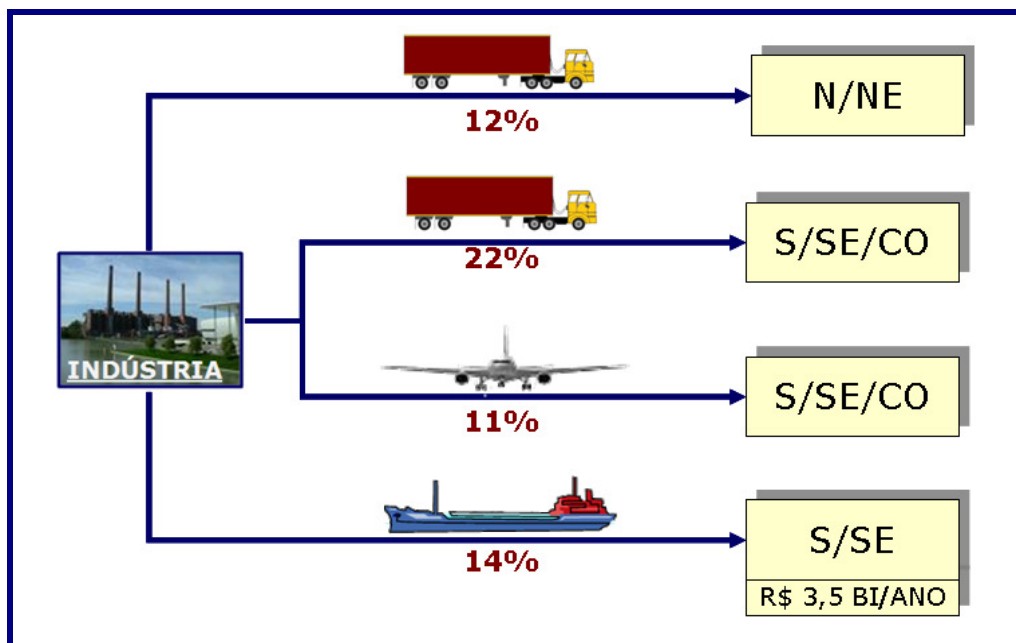 12%
N/NE
22%
S/SE/CO
INDÚSTRIA
11%
S/SE/CO
14%
S/SE
R$ 3,5 BI/ANO